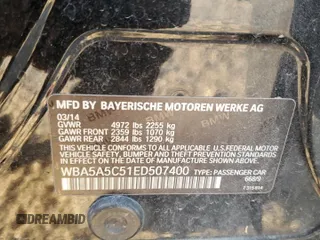 MFD BY BAYERISCHE MOTOREN WERKE AG
03/14
GVWR 4972 lbs 2255 kg
GAWR FRONT 2359 lbs 1070 kg
GAWR REAR 2844 lbs 1290 kg
THIS VEHICLE CONFORMS TO ALL APPLICABLE U.S. FEDERAL MOTOR
VEHICLE SAFETY, BUMPER, AND THEFT PREVENTION STANDARDS
IN EFFECT ON THE DATE OF MANUFACTURE SHOWN ABOVE.
WBA5A5C51ED507400 TYPE: PASSENGER CAR
668/9
DREAMBID